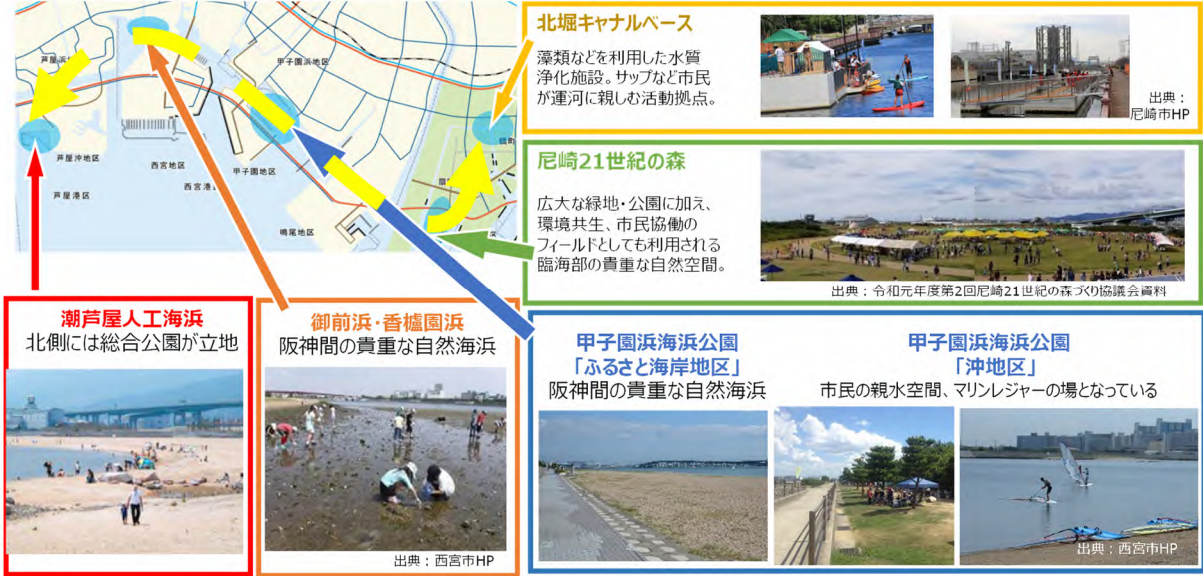 芦屋浜
甲子園浜地区
芦屋沖地区
西宮地区
甲子園地区
芦屋港区
西宮港
鳴尾地区
北堀キャナルベース
藻類などを利用した水質
浄化施設。サップなど市民
が運河に親しむ活動拠点。
出典：
尼崎市HP
尼崎21世紀の森
広大な緑地・公園に加え、
環境共生、市民協働の
フィールドとしても利用される
臨海部の貴重な自然空間。
出典：令和元年度第2回尼崎21世紀の森づくり協議会資料
潮芦屋人工海浜
北側には総合公園が立地
御前浜・香櫨園浜
阪神間の貴重な自然海浜
出典：西宮市HP
甲子園浜海浜公園
「ふるさと海岸地区」
阪神間の貴重な自然海浜
甲子園浜海浜公園
「沖地区」
市民の親水空間、マリンレジャーの場となっている
出典：西宮市HP